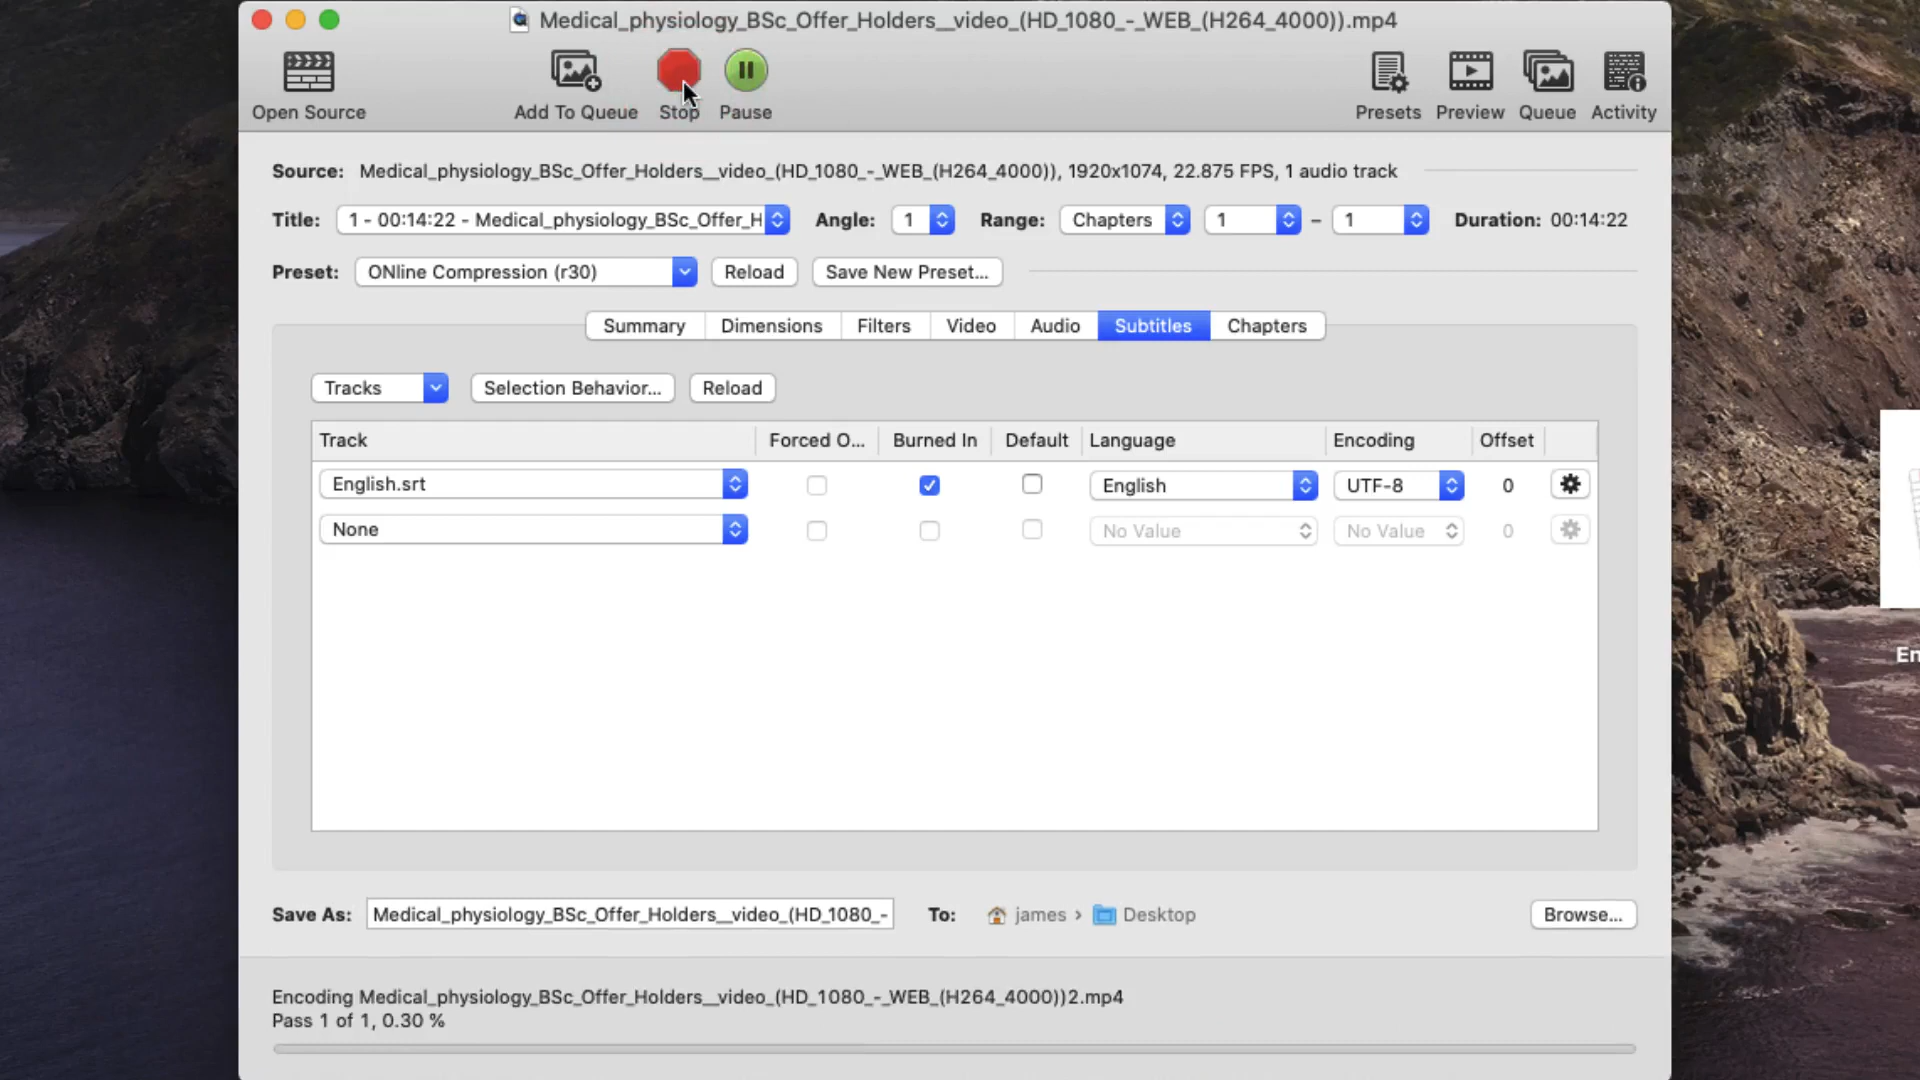 Medical_physiology_BSc_Offer_Holders__video_(HD_1080_-_WEB_(H264_4000)).mp4
Open Source
Add To Queue
Stop
Pause
Presets
Preview
Queue
Activity
Source: Medical_physiology_BSc_Offer_Holders__video_(HD_1080_-_WEB_(H264_4000)), 1920x1074, 22.875 FPS, 1 audio track
Title: 1 - 00:14:22 - Medical_physiology_BSc_Offer_H Angle: 1 Range: Chapters 1 – 1 Duration: 00:14:22
Preset: ONline Compression (r30) Reload Save New Preset...
Summary Dimensions Filters Video Audio Subtitles Chapters
Tracks Selection Behavior... Reload
Track Forced O... Burned In Default Language Encoding Offset
English.srt English UTF-8 0
None No Value No Value 0
En
Save As: Medical_physiology_BSc_Offer_Holders__video_(HD_1080_- To: james › Desktop Browse...
Encoding Medical_physiology_BSc_Offer_Holders__video_(HD_1080_-_WEB_(H264_4000))2.mp4
Pass 1 of 1, 0.30 %